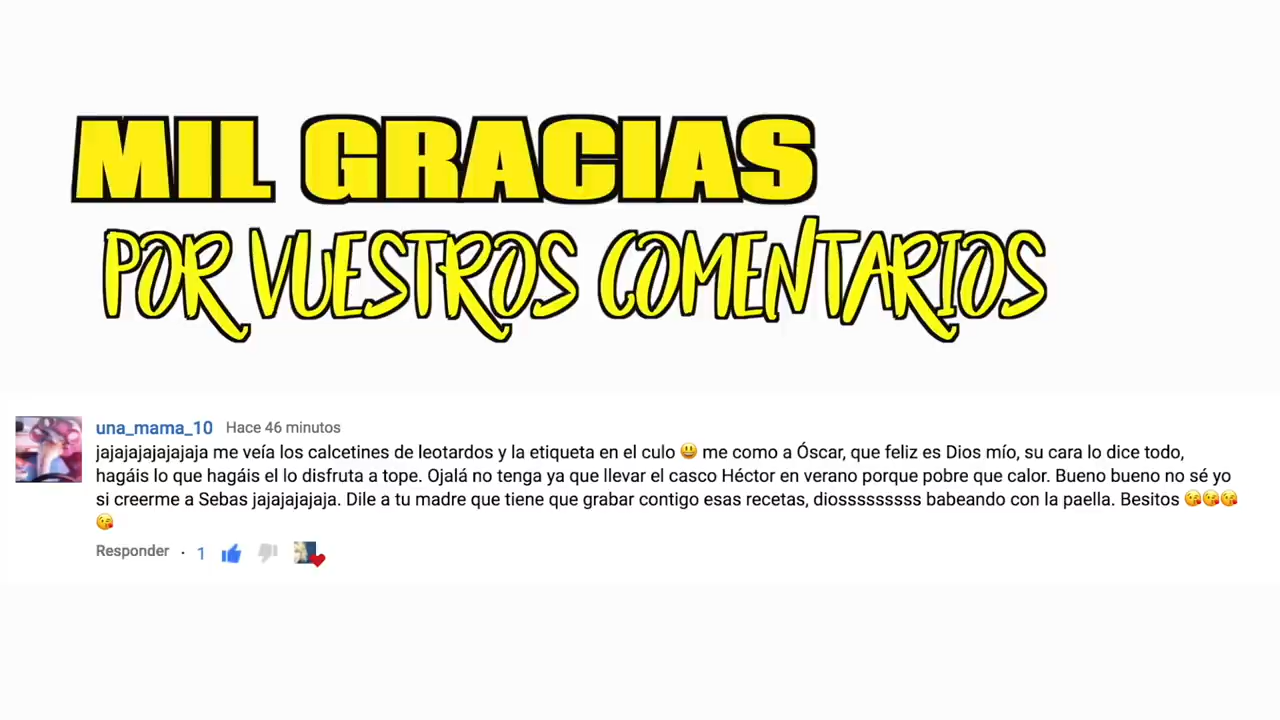 MIL GRACIAS
POR VUESTROS COMENTARIOS
una_mama_10 Hace 46 minutos
jajajajajajaja me veía los calcetines de leotardos y la etiqueta en el culo 😃 me como a Óscar, que feliz es Dios mío, su cara lo dice todo,
hagáis lo que hagáis el lo disfruta a tope. Ojalá no tenga ya que llevar el casco Héctor en verano porque pobre que calor. Bueno bueno no sé yo
si creerme a Sebas jajajajajaja. Dile a tu madre que tiene que grabar contigo esas recetas, diosssssssss babeando con la paella. Besitos 😘😘😘
😘
Responder · 1